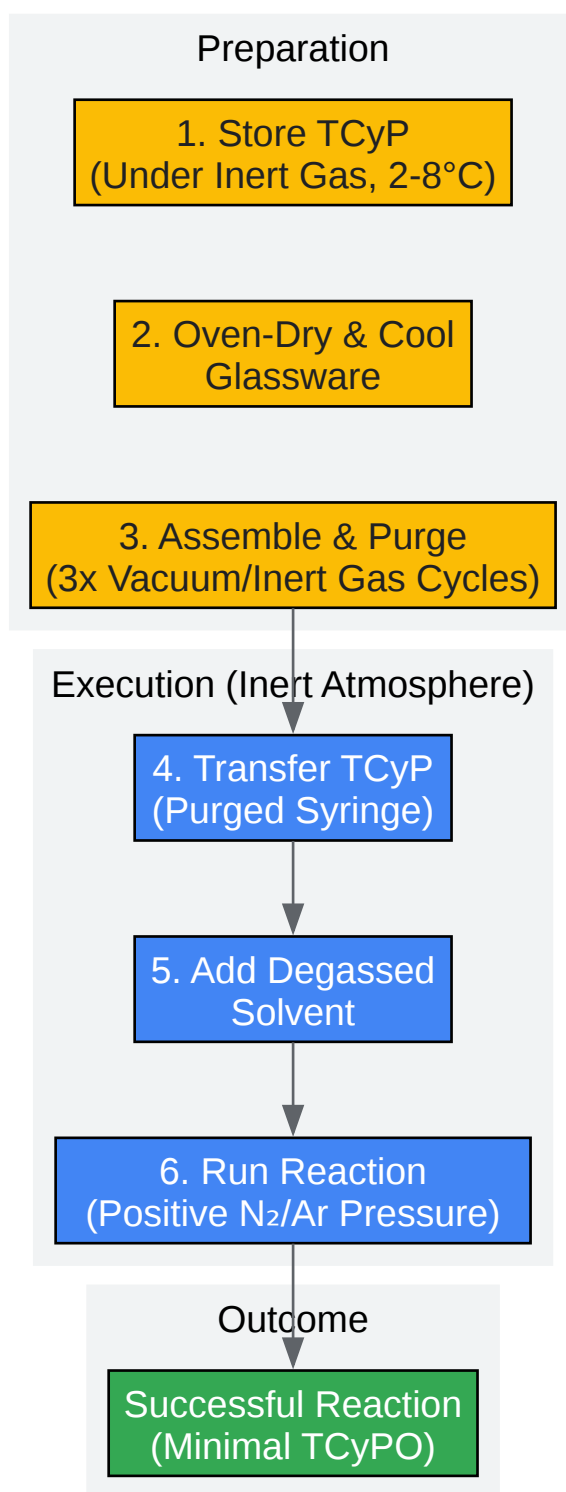 Preparation
1. Store TCyP
(Under Inert Gas, 2-8°C)
2. Oven-Dry & Cool
Glassware
3. Assemble & Purge
(3x Vacuum/Inert Gas Cycles)
Execution (Inert Atmosphere)
4. Transfer TCyP
(Purged Syringe)
5. Add Degassed
Solvent
6. Run Reaction
(Positive N₂/Ar Pressure)
Outcome
Successful Reaction
(Minimal TCyPO)